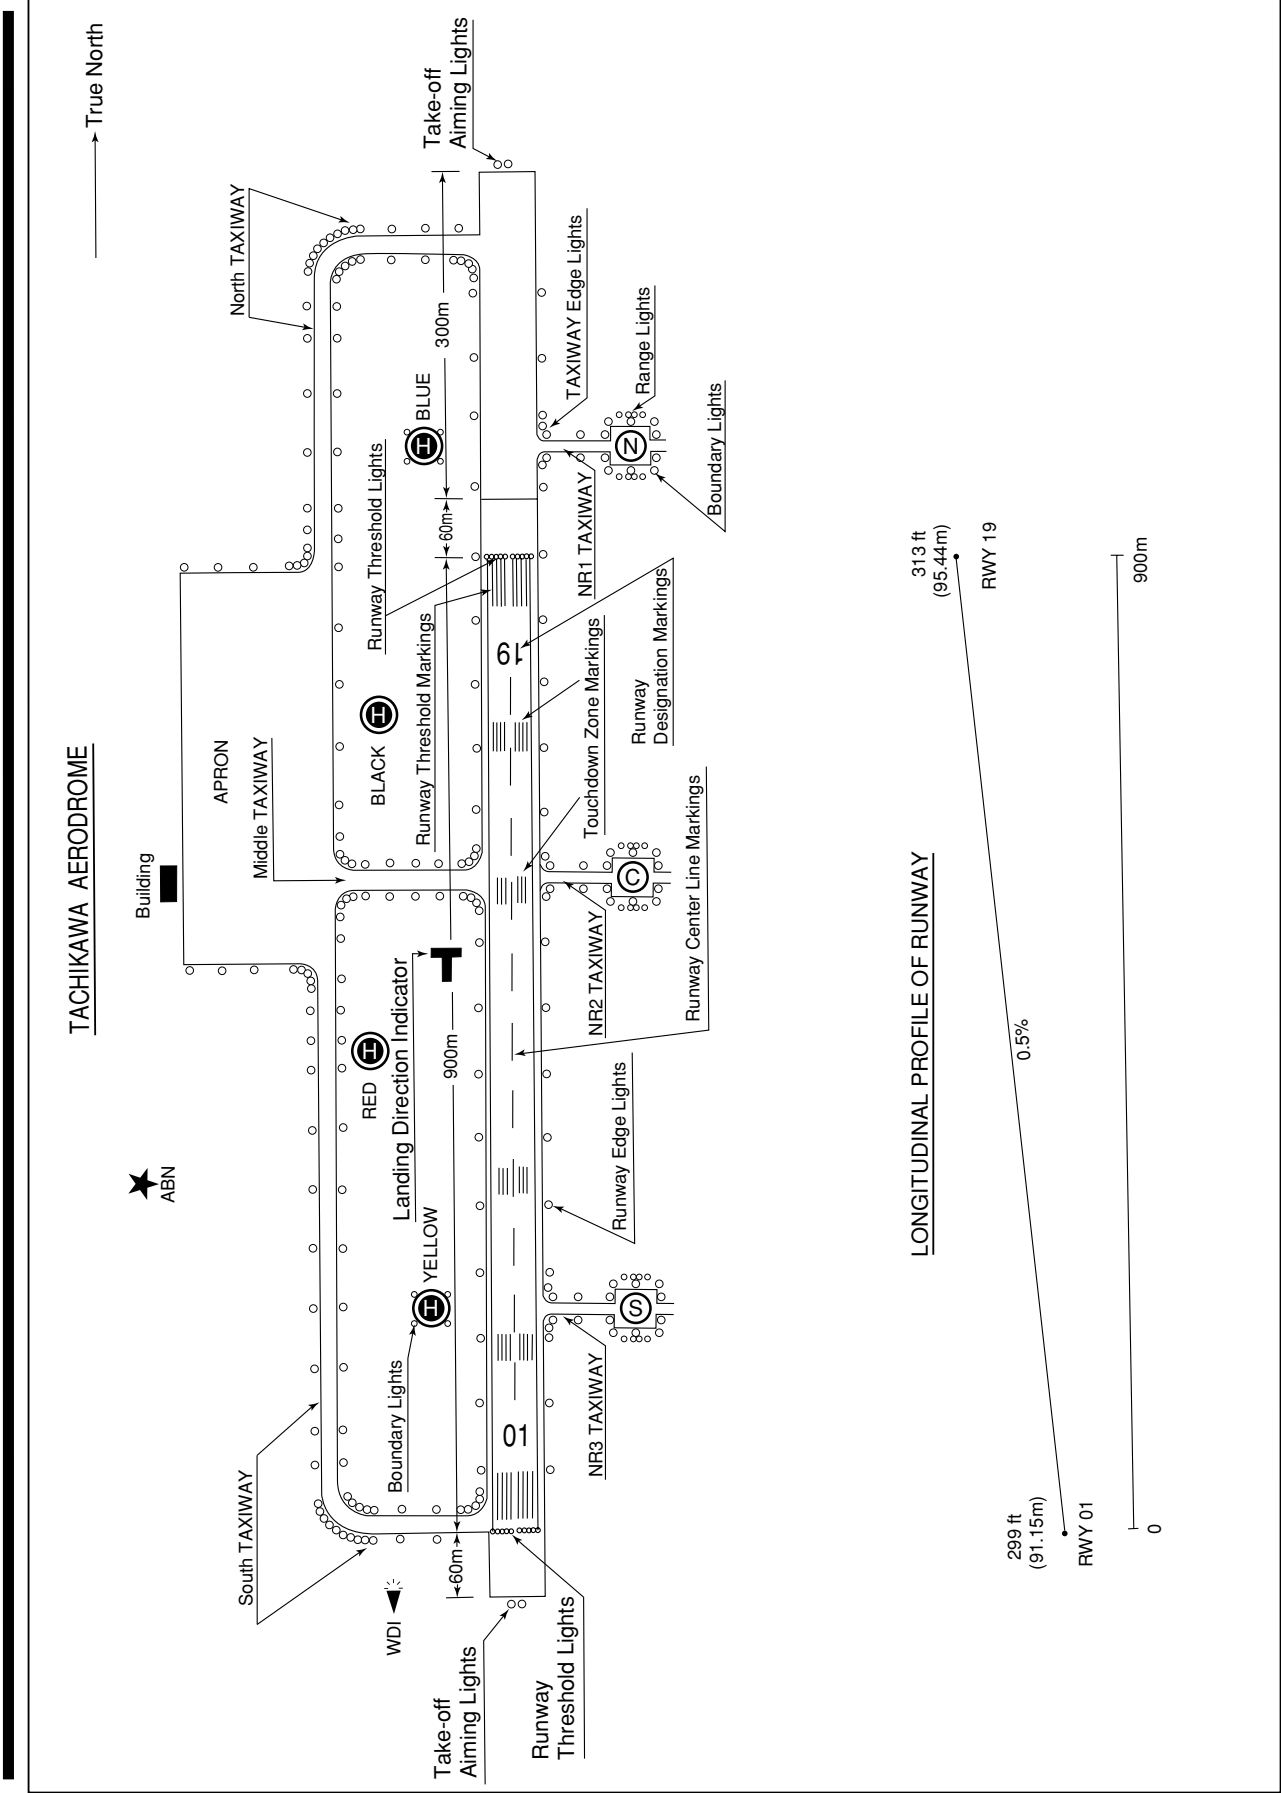 TACHIKAWA AERODROME
True North
Building
ABN
APRON
North TAXIWAY
Middle TAXIWAY
South TAXIWAY
WDI
Take-off
Aiming Lights
300m
60m
900m
60m
H
BLUE
H
BLACK
H
RED
H
YELLOW
Runway Threshold Lights
Runway Threshold Markings
Landing Direction Indicator
Boundary Lights
Take-off
Aiming Lights
Runway
Threshold Lights
19
01
TAXIWAY Edge Lights
Range Lights
Boundary Lights
NR1 TAXIWAY
N
Touchdown Zone Markings
Runway
Designation Markings
Runway Center Line Markings
NR2 TAXIWAY
C
Runway Edge Lights
NR3 TAXIWAY
S
LONGITUDINAL PROFILE OF RUNWAY
313 ft
(95.44m)
RWY 19
0.5%
299 ft
(91.15m)
RWY 01
0
900m